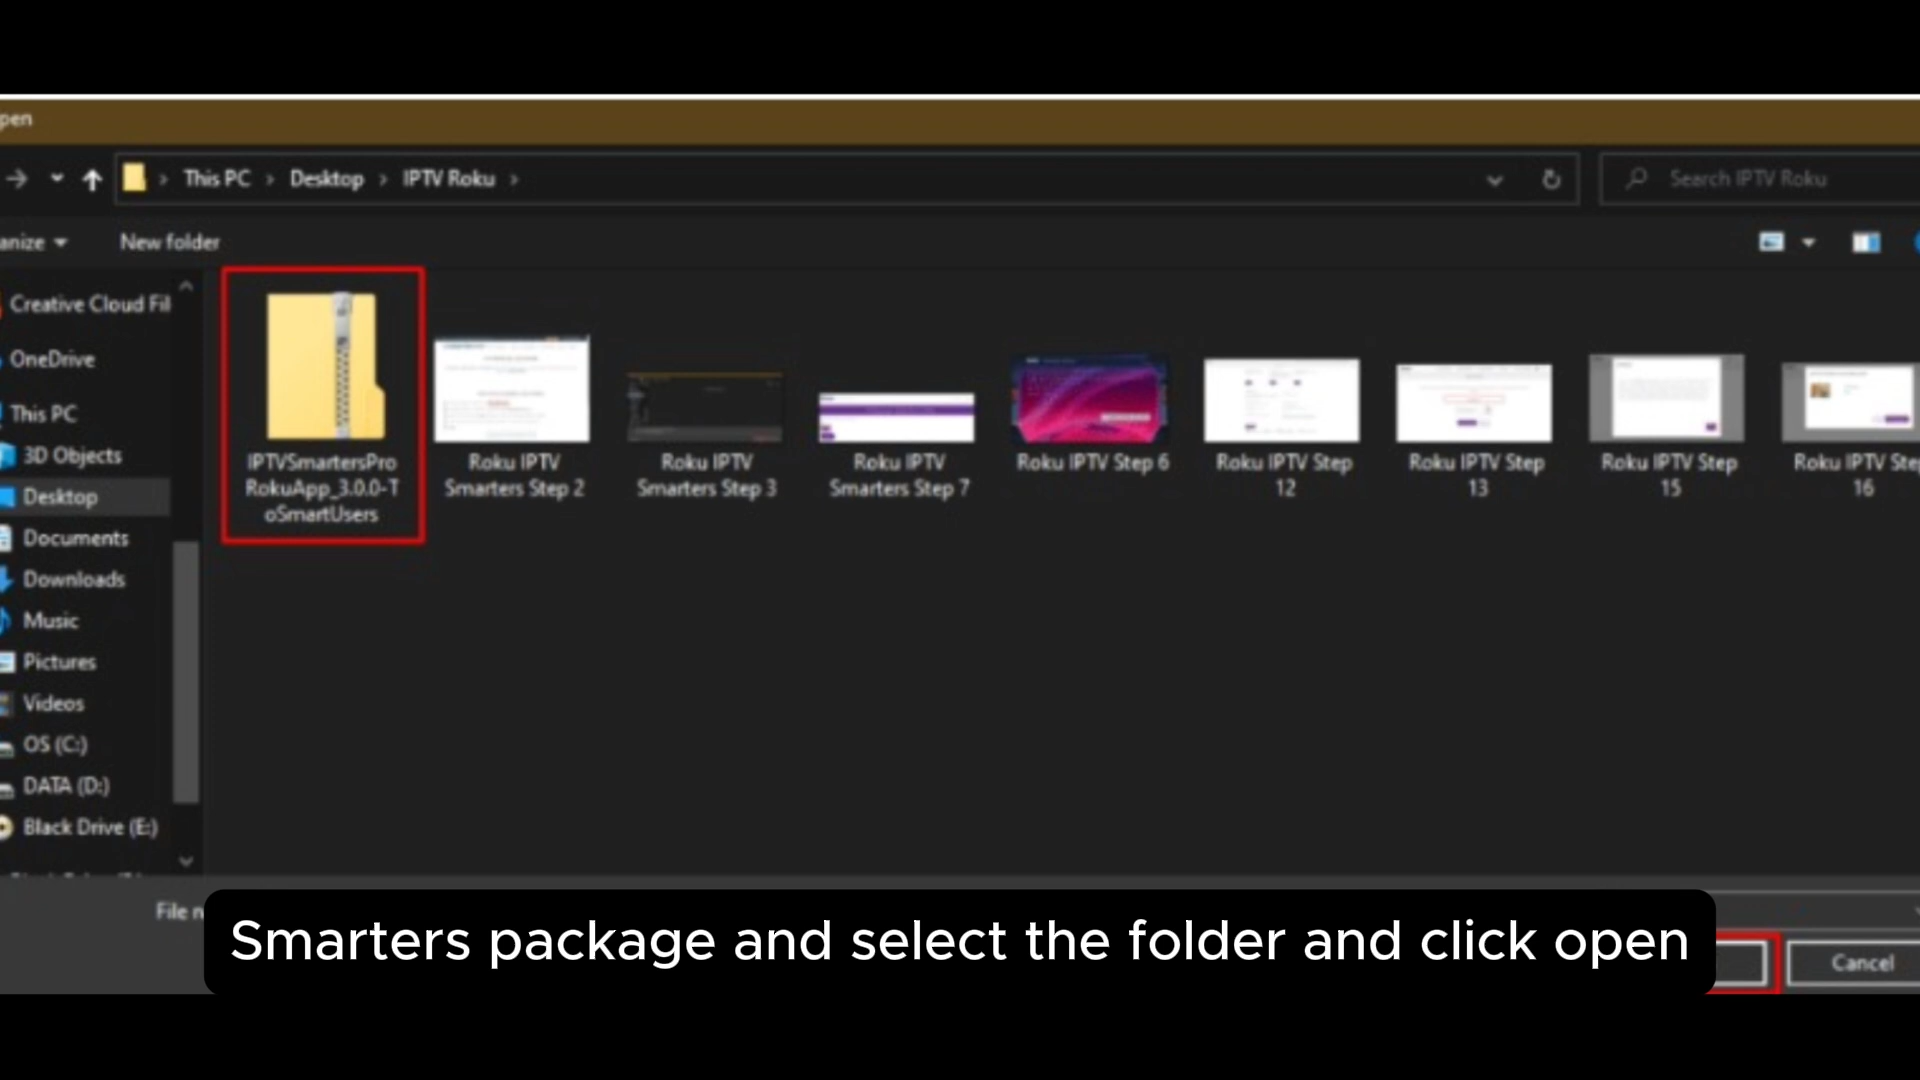 pen
This PC
Desktop
IPTV Roku
Search IPTV Roku
anize
New folder
Creative Cloud Fil
OneDrive
This PC
3D Objects
Desktop
Documents
Downloads
Music
Pictures
Videos
OS (C:)
DATA (D:)
Black Drive (E:)
IPTVSmartersPro
RokuApp_3.0.0-T
oSmartUsers
Roku IPTV
Smarters Step 2
Roku IPTV
Smarters Step 3
Roku IPTV
Smarters Step 7
Roku IPTV Step 6
Roku IPTV Step
12
Roku IPTV Step
13
Roku IPTV Step
15
Roku IPTV Step
16
File n
Smarters package and select the folder and click open
Cancel